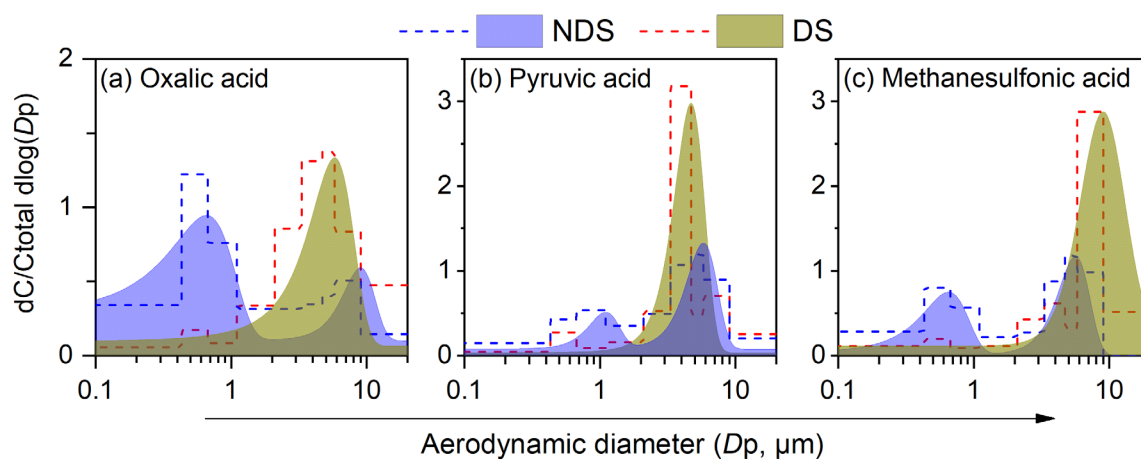 NDS DS
(a) Oxalic acid (b) Pyruvic acid (c) Methanesulfonic acid
dC/Ctotal dlog(Dp)
2
1
0
3
2
1
0
3
2
1
0
0.1 1 10 0.1 1 10 0.1 1 10
Aerodynamic diameter (Dp, μm)